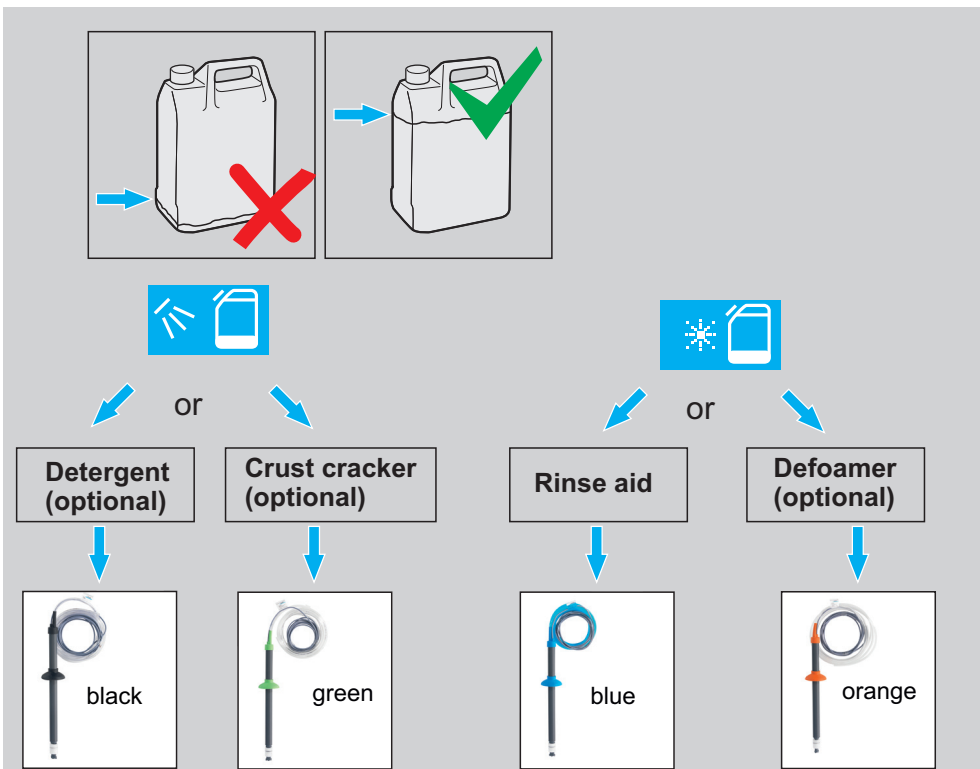 or
or
Detergent
(optional)
Crust cracker
(optional)
Rinse aid
Defoamer
(optional)
black
green
blue
orange